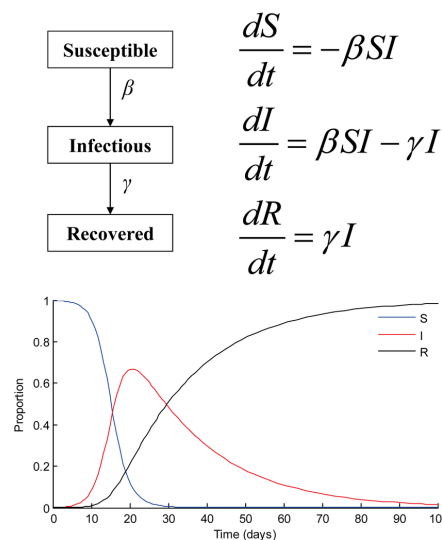 Susceptible
β
Infectious
γ
Recovered
dS/dt = -βSI
dI/dt = βSI - γI
dR/dt = γI
1
0.8
0.6
0.4
0.2
0
Proportion
0 10 20 30 40 50 60 70 80 90 10
Time (days)
S
I
R